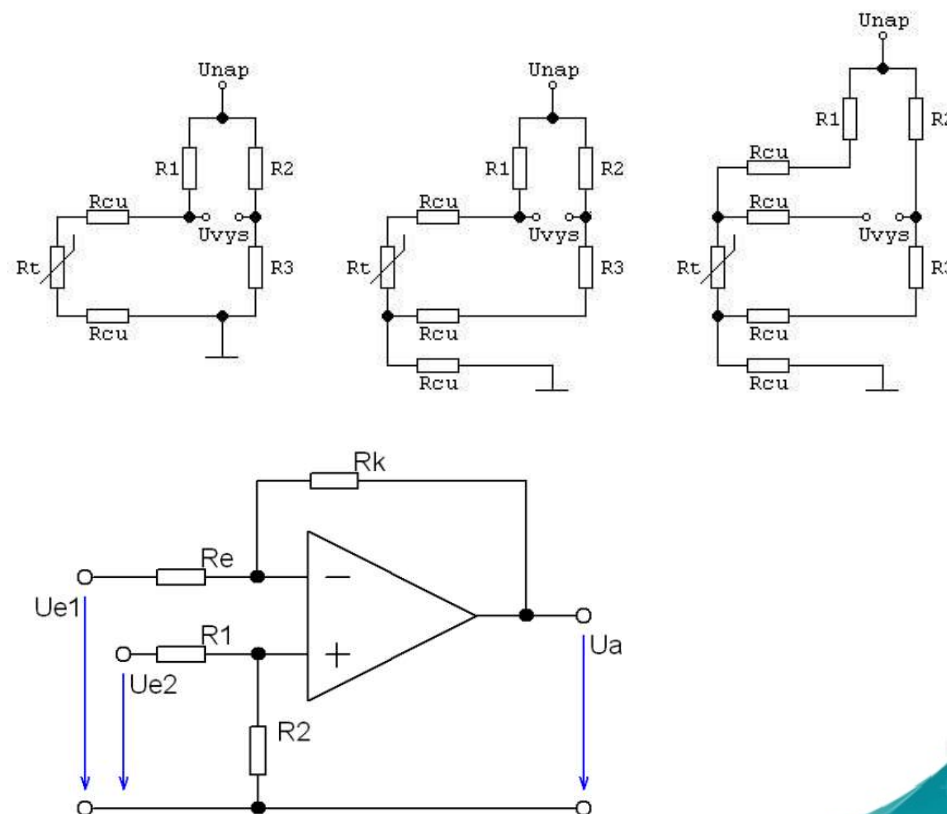 Unap
R1
R2
Rcu
Uvys
Rt
R3
Rcu
Unap
R1
R2
Rcu
Uvys
Rt
R3
Rcu
Rcu
Unap
R1
R2
Rcu
Rcu
Uvys
Rt
R3
Rcu
Rcu
Rk
Re
−
Ue1
R1
+
Ua
Ue2
R2